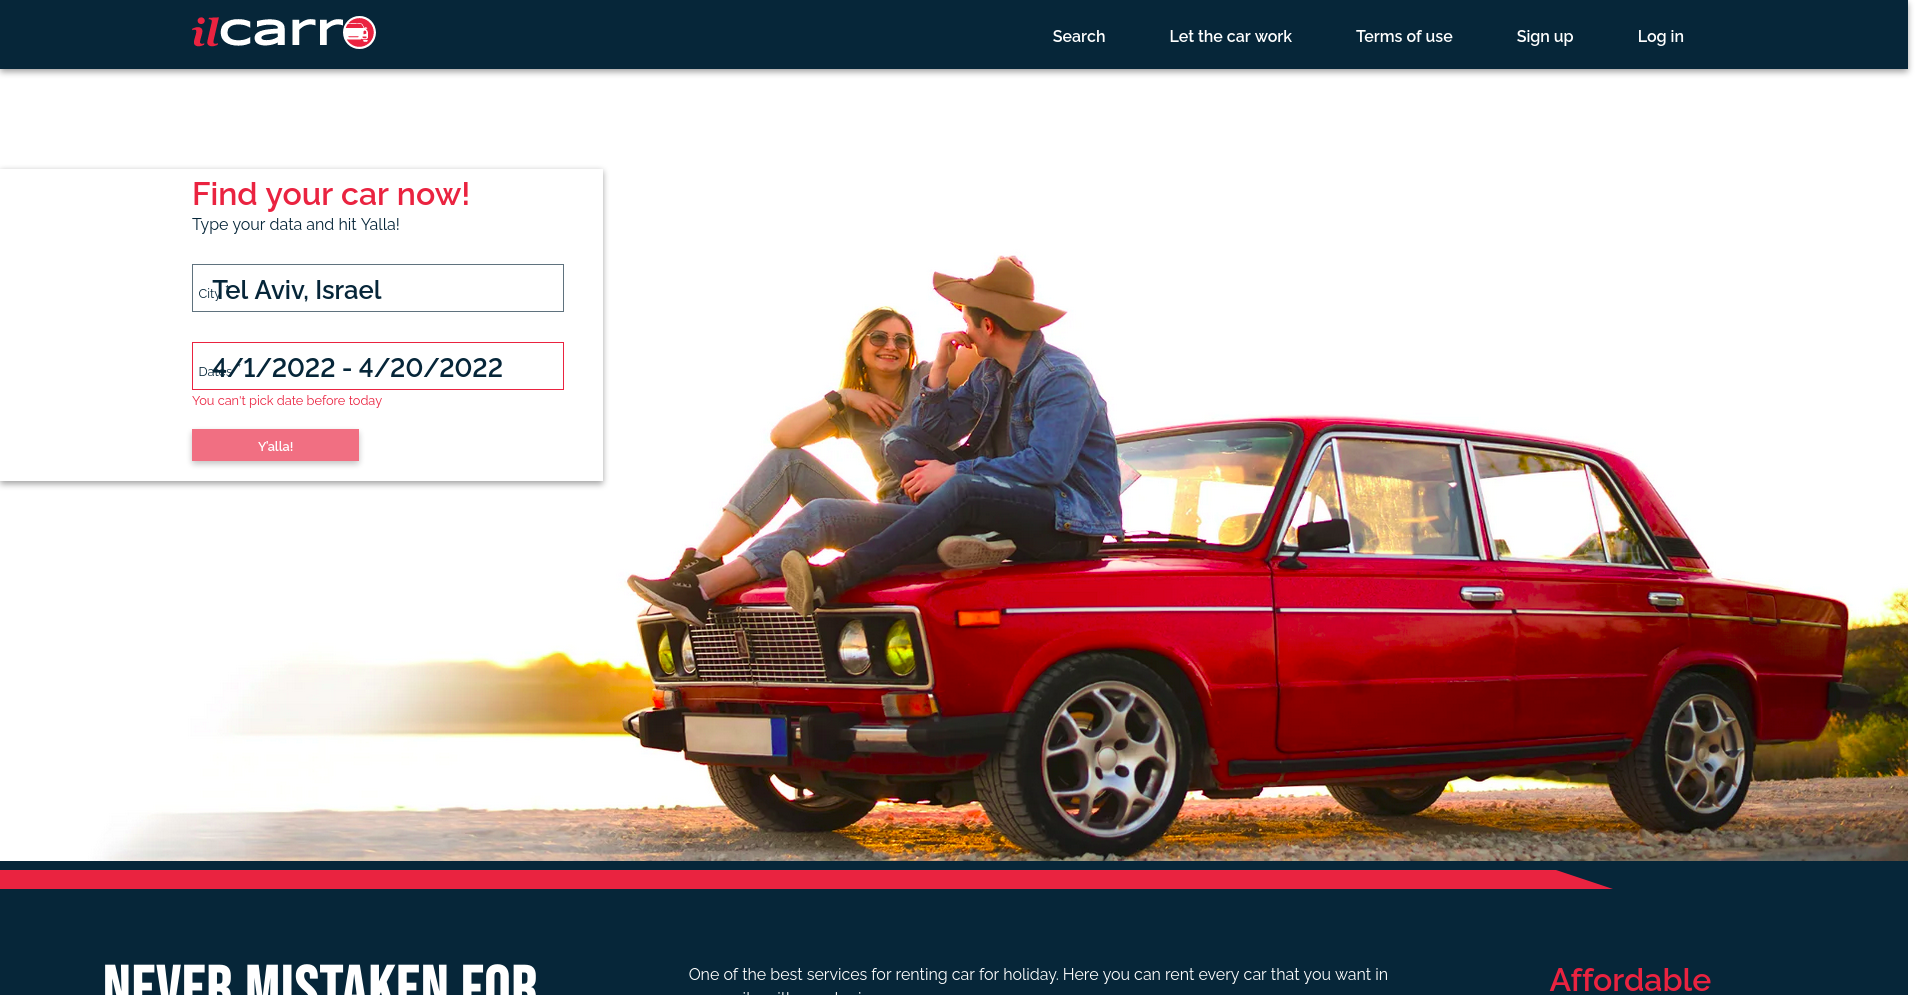 ilcarro
Search
Let the car work
Terms of use
Sign up
Log in
Find your car now!
Type your data and hit Yalla!
City
Tel Aviv, Israel
Dates
4/1/2022 - 4/20/2022
You can't pick date before today
Y'alla!
NEVER MISTAKEN FOR
One of the best services for renting car for holiday. Here you can rent every car that you want in
Affordable